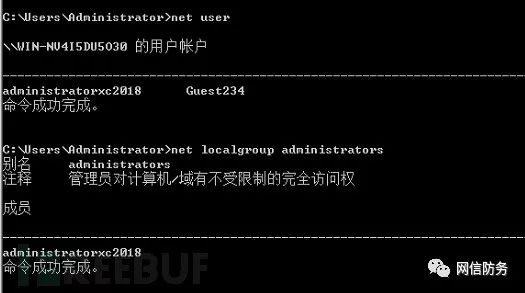 C:\Users\Administrator>net user
\\WIN-NV4I5DU5O30 的用户帐户
-------------------------------------------------------------------------------
administratorxc2018      Guest234
命令成功完成。
C:\Users\Administrator>net localgroup administrators
别名     administrators
注释     管理员对计算机/域有不受限制的完全访问权
成员
-------------------------------------------------------------------------------
administratorxc2018
命令成功完成。
REEBUF
网信防务